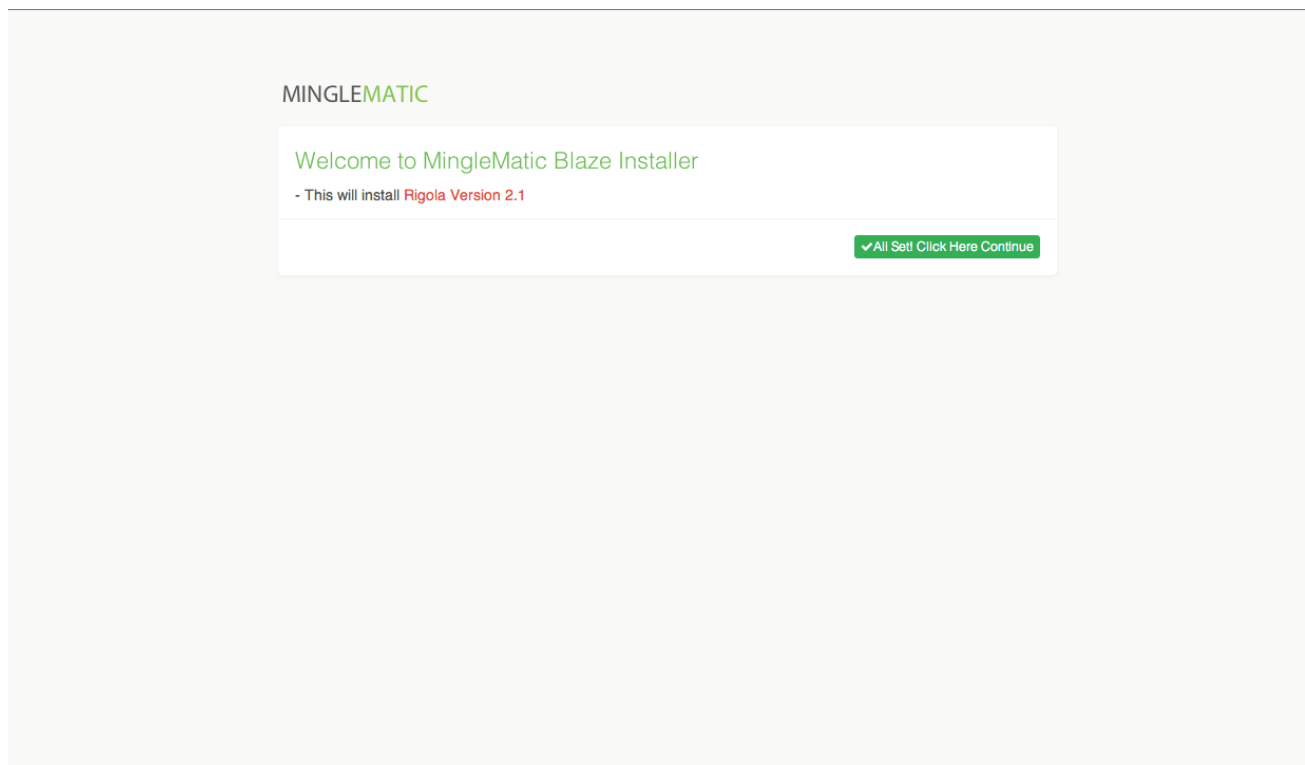 MINGLEMATIC
Welcome to MingleMatic Blaze Installer
- This will install Rigola Version 2.1
✔All Set! Click Here Continue